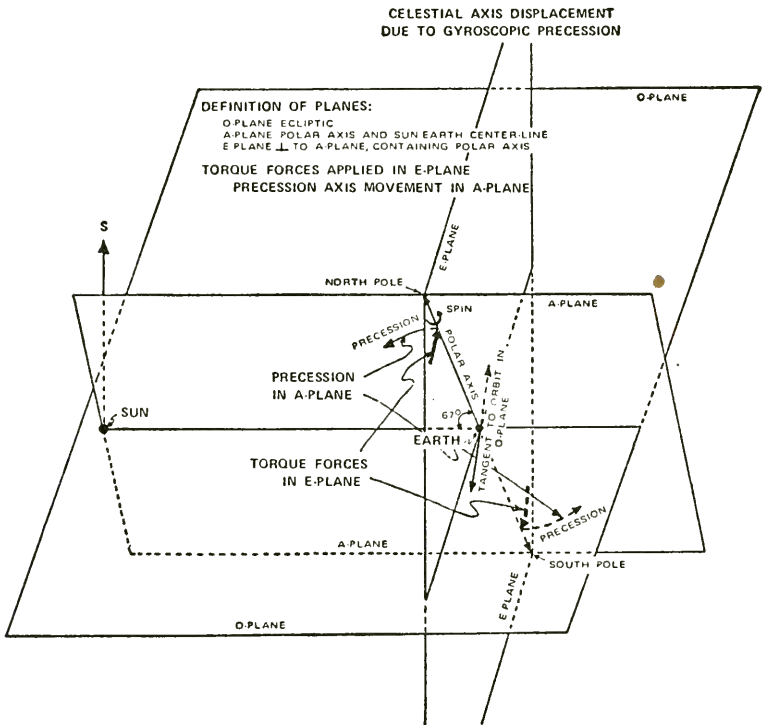 CELESTIAL AXIS DISPLACEMENT
DUE TO GYROSCOPIC PRECESSION
O-PLANE
DEFINITION OF PLANES:
O-PLANE ECLIPTIC
A-PLANE POLAR AXIS AND SUN EARTH CENTER-LINE
E PLANE ⊥ TO A-PLANE, CONTAINING POLAR AXIS
TORQUE FORCES APPLIED IN E-PLANE
PRECESSION AXIS MOVEMENT IN A-PLANE
S
E-PLANE
NORTH POLE
A-PLANE
SPIN
PRECESSION
POLAR AXIS
PRECESSION
IN A-PLANE
TANGENT TO ORBIT IN
O-PLANE
67°
SUN
EARTH
TORQUE FORCES
IN E-PLANE
PRECESSION
A-PLANE
SOUTH POLE
E PLANE
O-PLANE